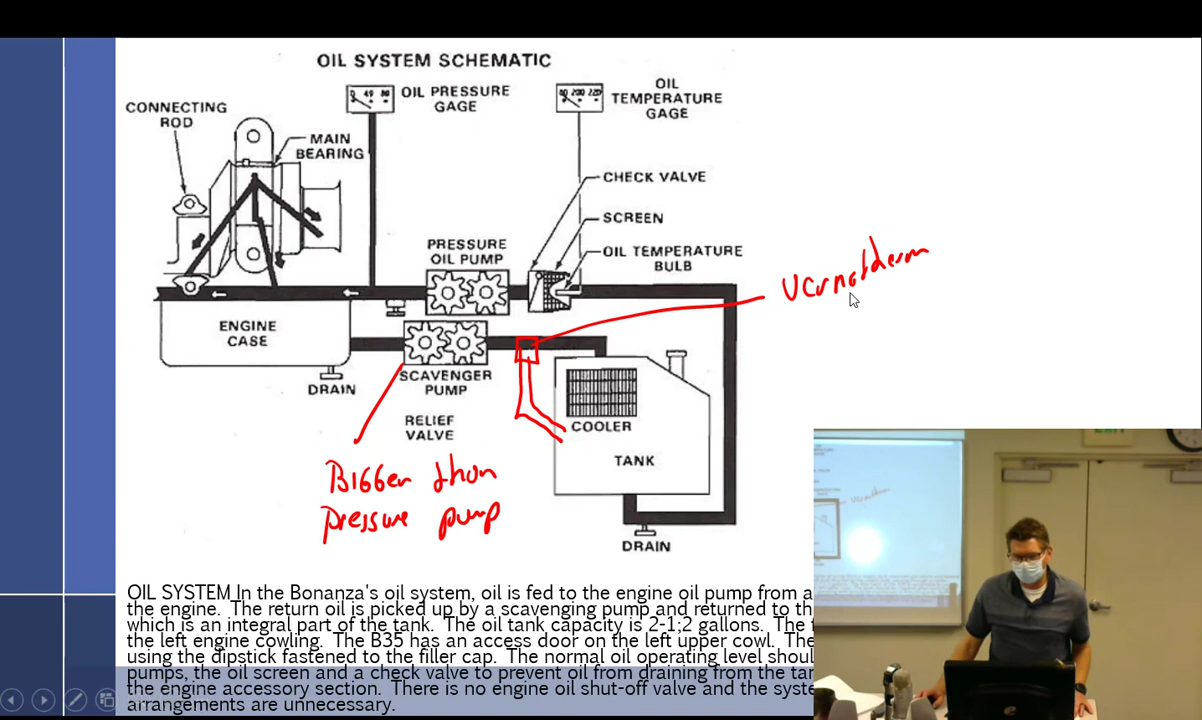 OIL SYSTEM SCHEMATIC
OIL PRESSURE
GAGE
OIL
TEMPERATURE
GAGE
CONNECTING
ROD
MAIN
BEARING
CHECK VALVE
SCREEN
PRESSURE
OIL PUMP
OIL TEMPERATURE
BULB
Vernatherm
ENGINE
CASE
DRAIN
SCAVENGER
PUMP
RELIEF
VALVE
COOLER
TANK
BIGGER than
pressure pump
DRAIN
OIL SYSTEM In the Bonanza's oil system, oil is fed to the engine oil pump from a
the engine. The return oil is picked up by a scavenging pump and returned to th
which is an integral part of the tank. The oil tank capacity is 2-1;2 gallons. The
the left engine cowling. The B35 has an access door on the left upper cowl. The
using the dipstick fastened to the filler cap. The normal oil operating level shoul
pumps, the oil screen and a check valve to prevent oil from draining from the tan
the engine accessory section. There is no engine oil shut-off valve and the syste
arrangements are unnecessary.